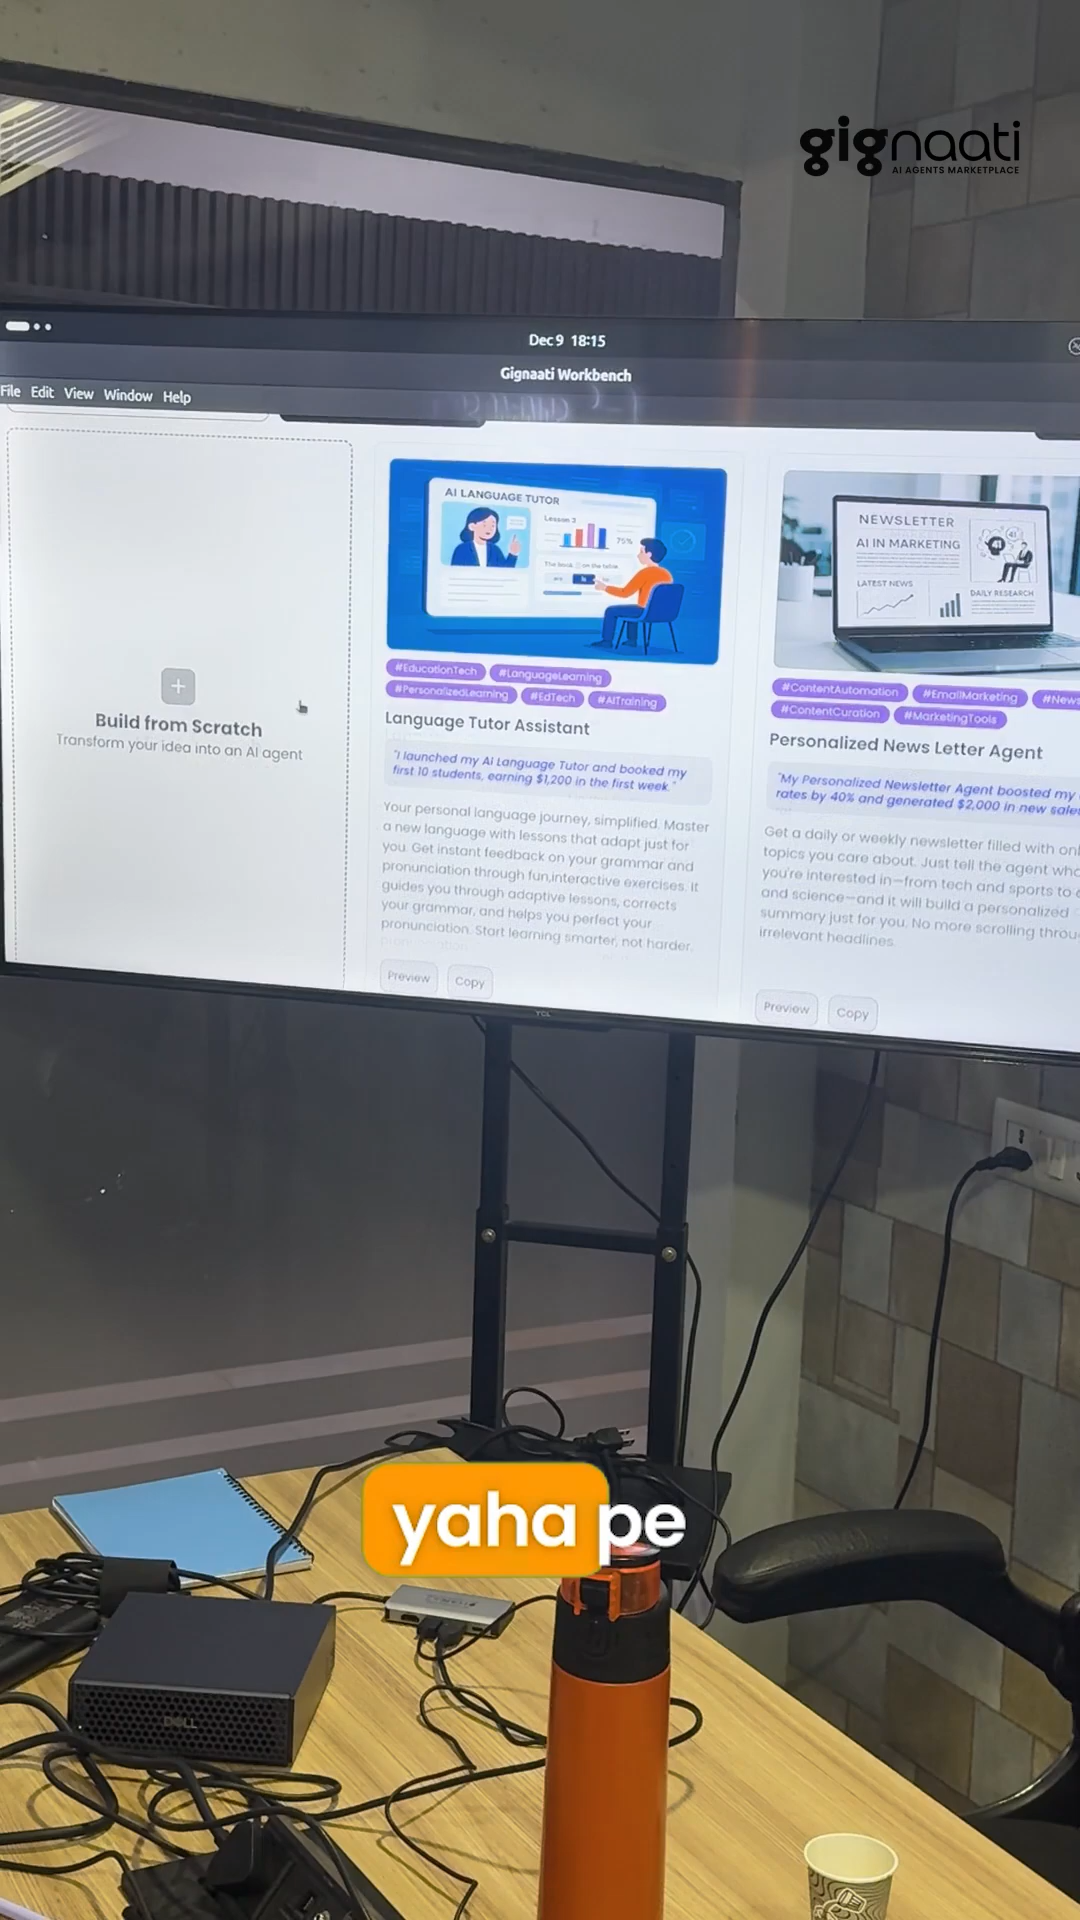 gignaati
AI AGENTS MARKETPLACE
Dec 9 18:15
Gignaati Workbench
File Edit View Window Help
Build from Scratch
Transform your idea into an AI agent
AI LANGUAGE TUTOR
Lesson 3
75%
#EducationTech #LanguageLearning
#PersonalizedLearning #EdTech #AITraining
Language Tutor Assistant
"I launched my AI Language Tutor and booked my
first 10 students, earning $1,200 in the first week."
Your personal language journey, simplified. Master
a new language with lessons that adapt just for
you. Get instant feedback on your grammar and
pronunciation through fun,interactive exercises. It
guides you through adaptive lessons, corrects
your grammar, and helps you perfect your
pronunciation. Start learning smarter, not harder.
Preview Copy
NEWSLETTER
AI IN MARKETING
LATEST NEWS
DAILY RESEARCH
#ContentAutomation #EmailMarketing #News
#ContentCuration #MarketingTools
Personalized News Letter Agent
"My Personalized Newsletter Agent boosted my
rates by 40% and generated $2,000 in new sales
Get a daily or weekly newsletter filled with
topics you care about. Just tell the agent
you're interested in—from tech and sports to
and science—and it will build a personalized
summary just for you. No more scrolling
irrelevant headlines.
Preview Copy
TCL
yaha pe
DELL